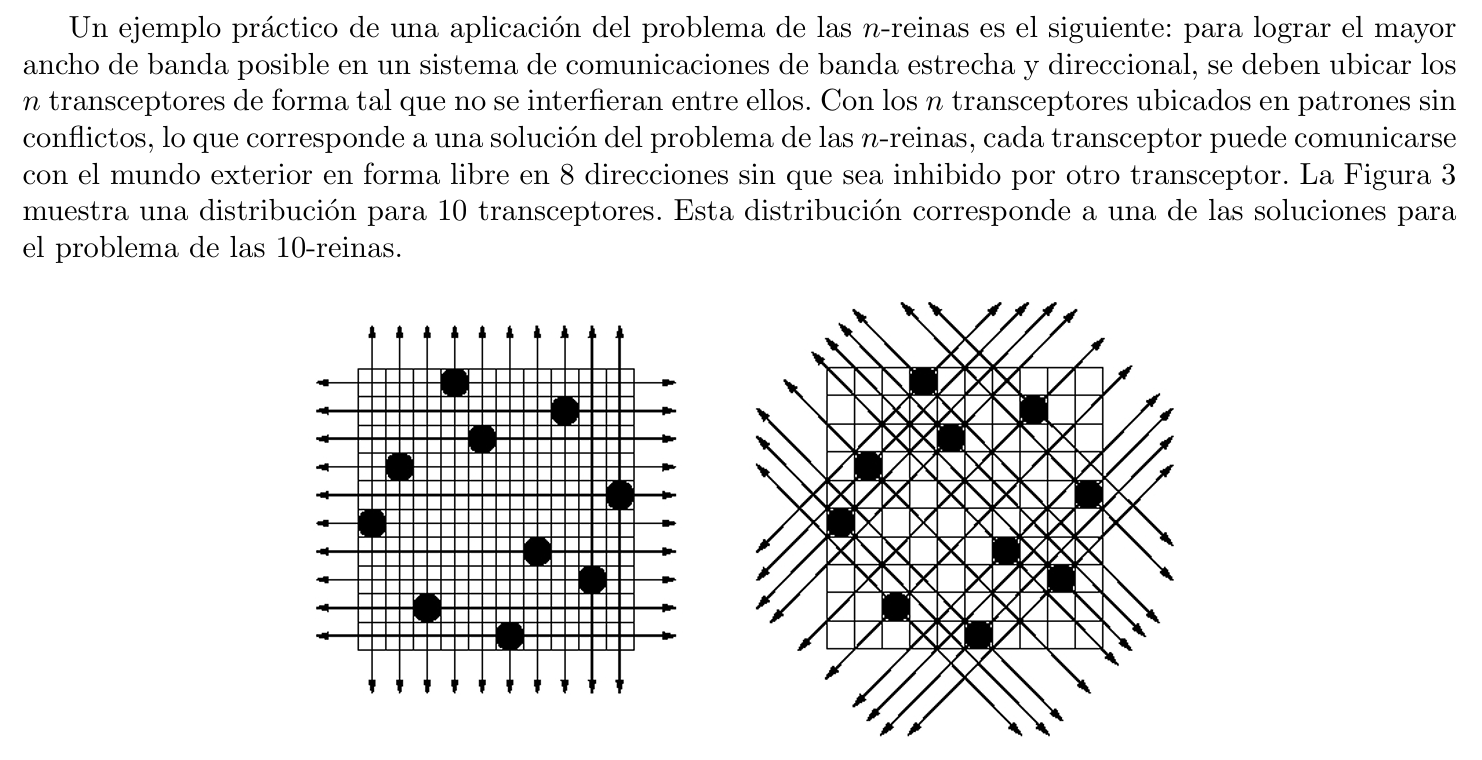 Un ejemplo práctico de una aplicación del problema de las n-reinas es el siguiente: para lograr el mayor
ancho de banda posible en un sistema de comunicaciones de banda estrecha y direccional, se deben ubicar los
n transceptores de forma tal que no se interfieran entre ellos. Con los n transceptores ubicados en patrones sin
conflictos, lo que corresponde a una solución del problema de las n-reinas, cada transceptor puede comunicarse
con el mundo exterior en forma libre en 8 direcciones sin que sea inhibido por otro transceptor. La Figura 3
muestra una distribución para 10 transceptores. Esta distribución corresponde a una de las soluciones para
el problema de las 10-reinas.